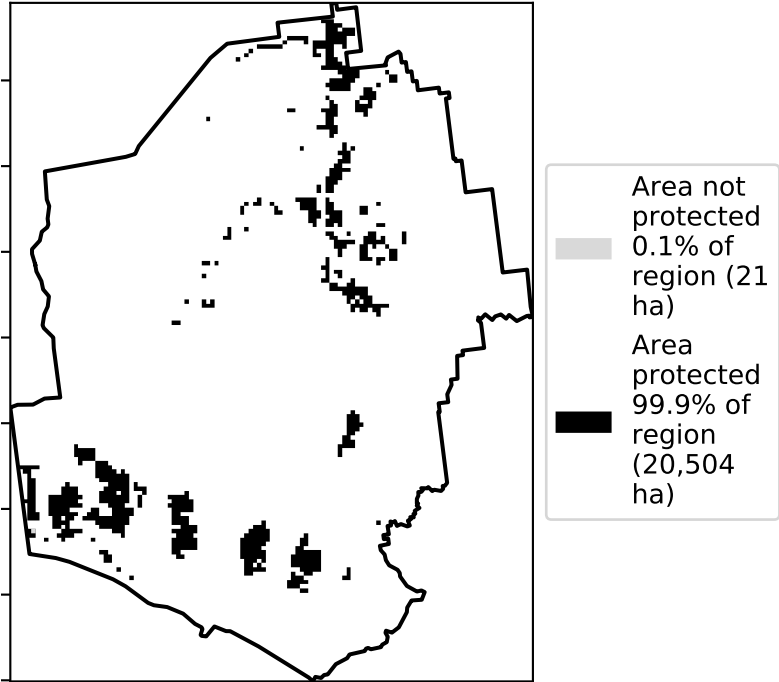 Area not
protected
0.1% of
region (21
ha)
Area
protected
99.9% of
region
(20,504
ha)